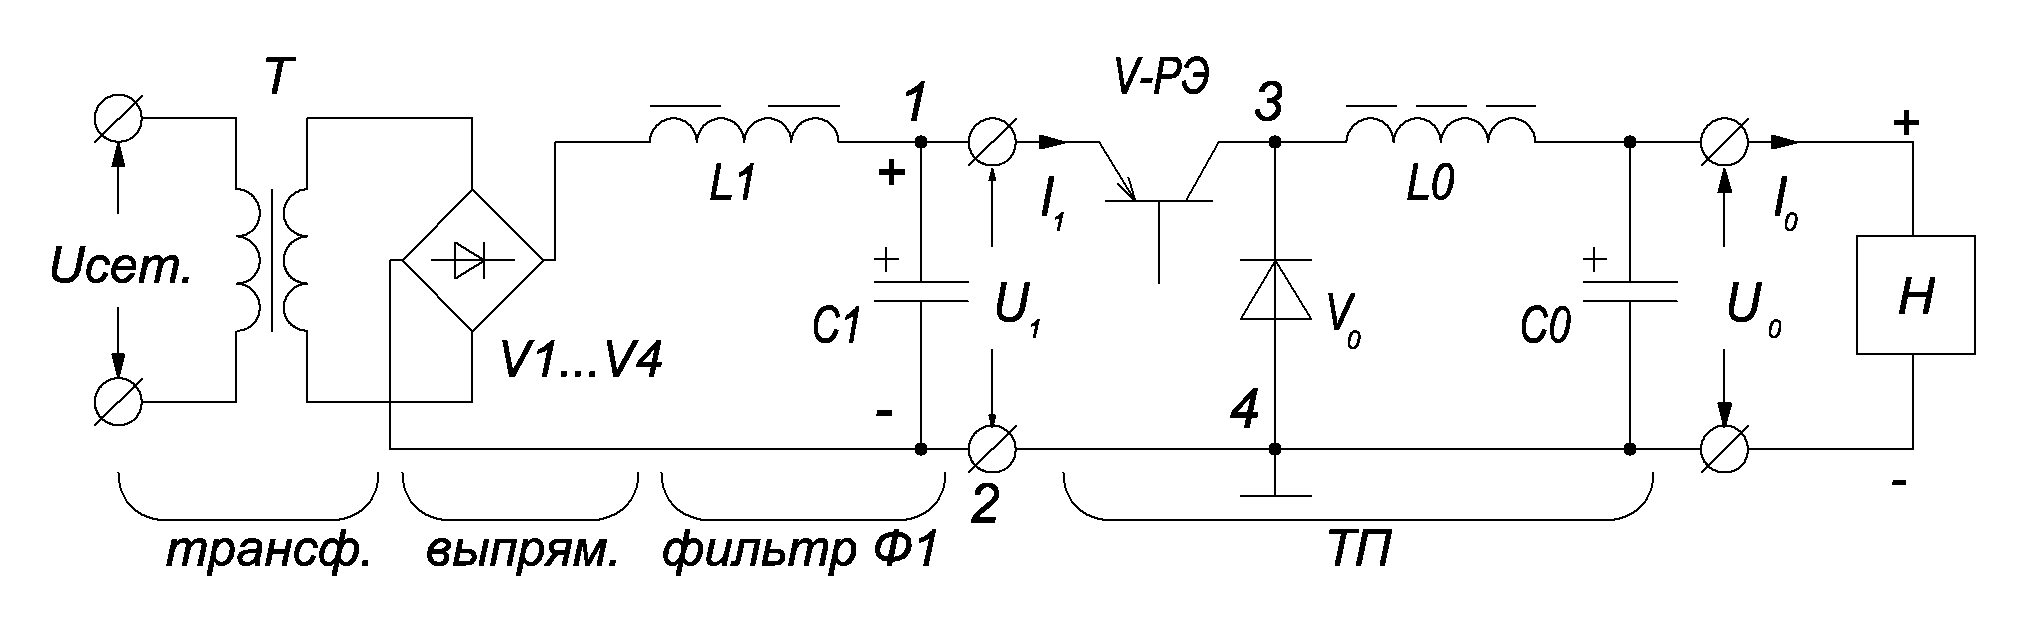 T
V-РЭ
1
3
+
Uсет.
L1
I1
L0
I0
+
+
+
C1
U1
V0
C0
U0
Н
V1...V4
-
4
2
-
трансф.
выпрям.
фильтр Ф1
ТП